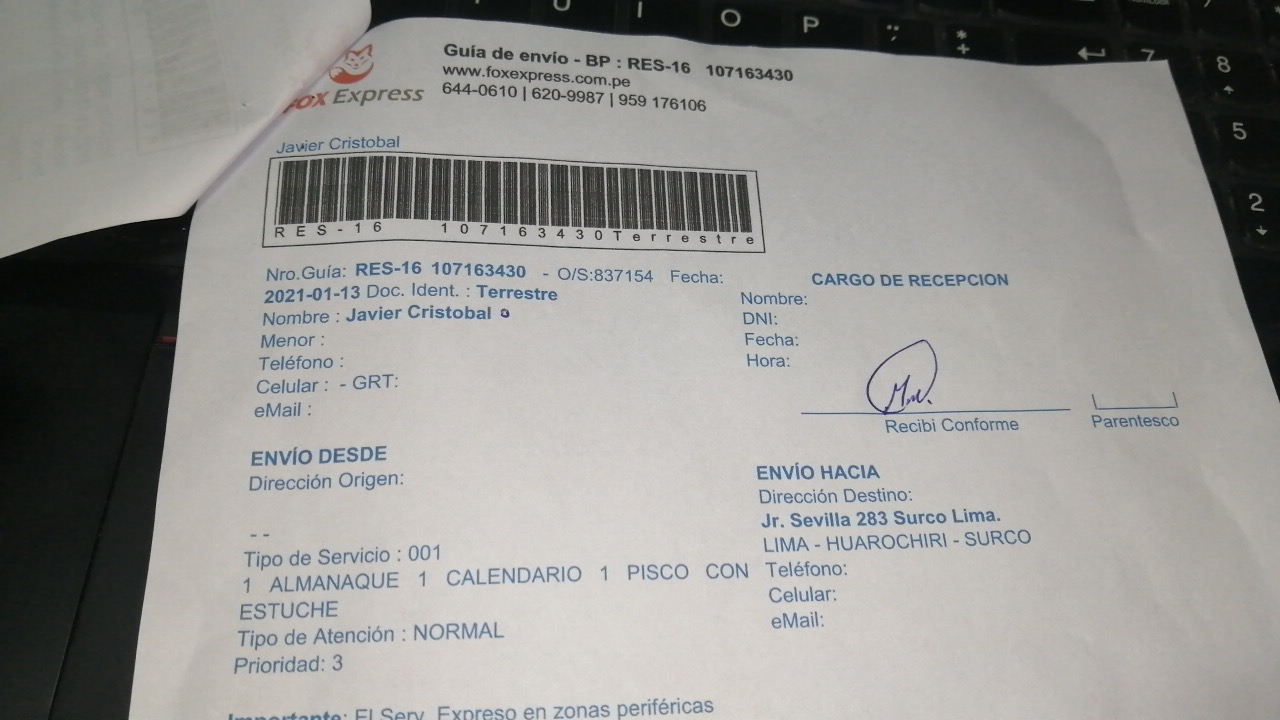 Guía de envío - BP : RES-16 107163430
www.foxexpress.com.pe
644-0610 | 620-9987 | 959 176106
FOX Express
Javier Cristobal
RES-16 107163430Terrestre
Nro.Guía: RES-16 107163430 - O/S:837154 Fecha:
2021-01-13 Doc. Ident. : Terrestre
Nombre : Javier Cristobal
Menor :
Teléfono :
Celular : - GRT:
eMail :
CARGO DE RECEPCION
Nombre:
DNI:
Fecha:
Hora:
Recibi Conforme
Parentesco
ENVÍO DESDE
Dirección Origen:
- -
Tipo de Servicio : 001
1 ALMANAQUE 1 CALENDARIO 1 PISCO CON
ESTUCHE
Tipo de Atención : NORMAL
Prioridad: 3
ENVÍO HACIA
Dirección Destino:
Jr. Sevilla 283 Surco Lima.
LIMA - HUAROCHIRI - SURCO
Teléfono:
Celular:
eMail:
Importante: El Serv. Expreso en zonas periféricas
U I O P
7 8
5
2